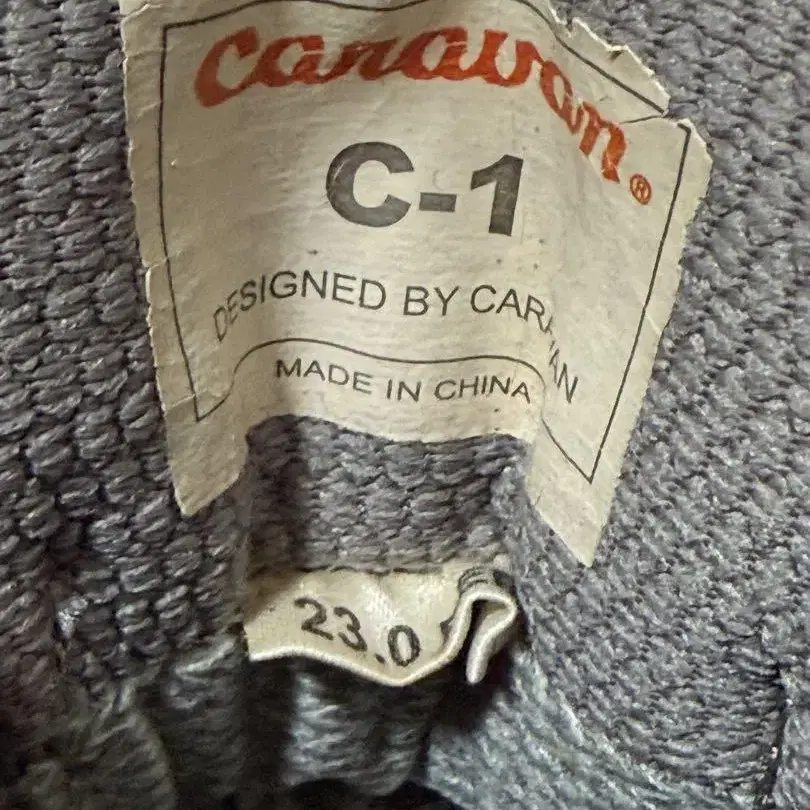 Caravan®
C-1
DESIGNED BY CARAVAN
MADE IN CHINA
23.0